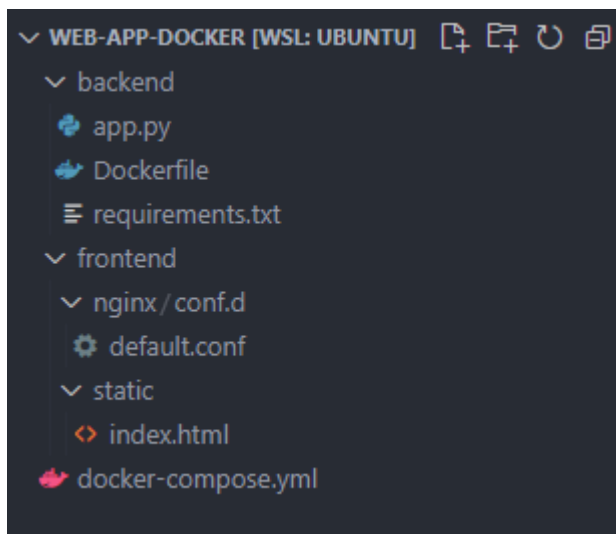 WEB-APP-DOCKER [WSL: UBUNTU]
backend
app.py
Dockerfile
requirements.txt
frontend
nginx / conf.d
default.conf
static
index.html
docker-compose.yml